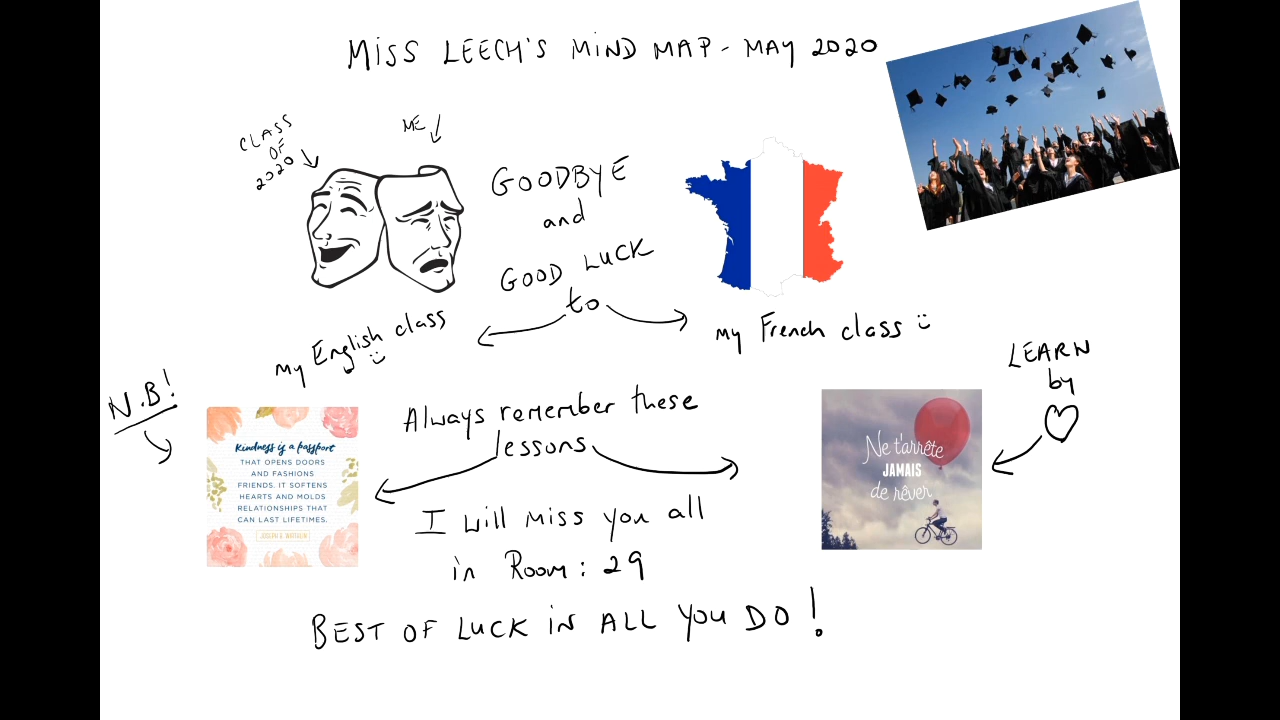 MISS LEECH'S MIND MAP - MAY 2020
CLASS
OF
2020
ME
GOODBYE
and
GOOD LUCK
to
my English class
my French class
LEARN
by
N.B!
Always remember these
lessons
Kindness is a passport
THAT OPENS DOORS
AND FASHIONS
FRIENDS. IT SOFTENS
HEARTS AND MOLDS
RELATIONSHIPS THAT
CAN LAST LIFETIMES.
JOSEPH B. WIRTHLIN
Ne t'arrête
JAMAIS
de rêver
I will miss you all
in Room: 29
BEST OF LUCK IN ALL YOU DO!